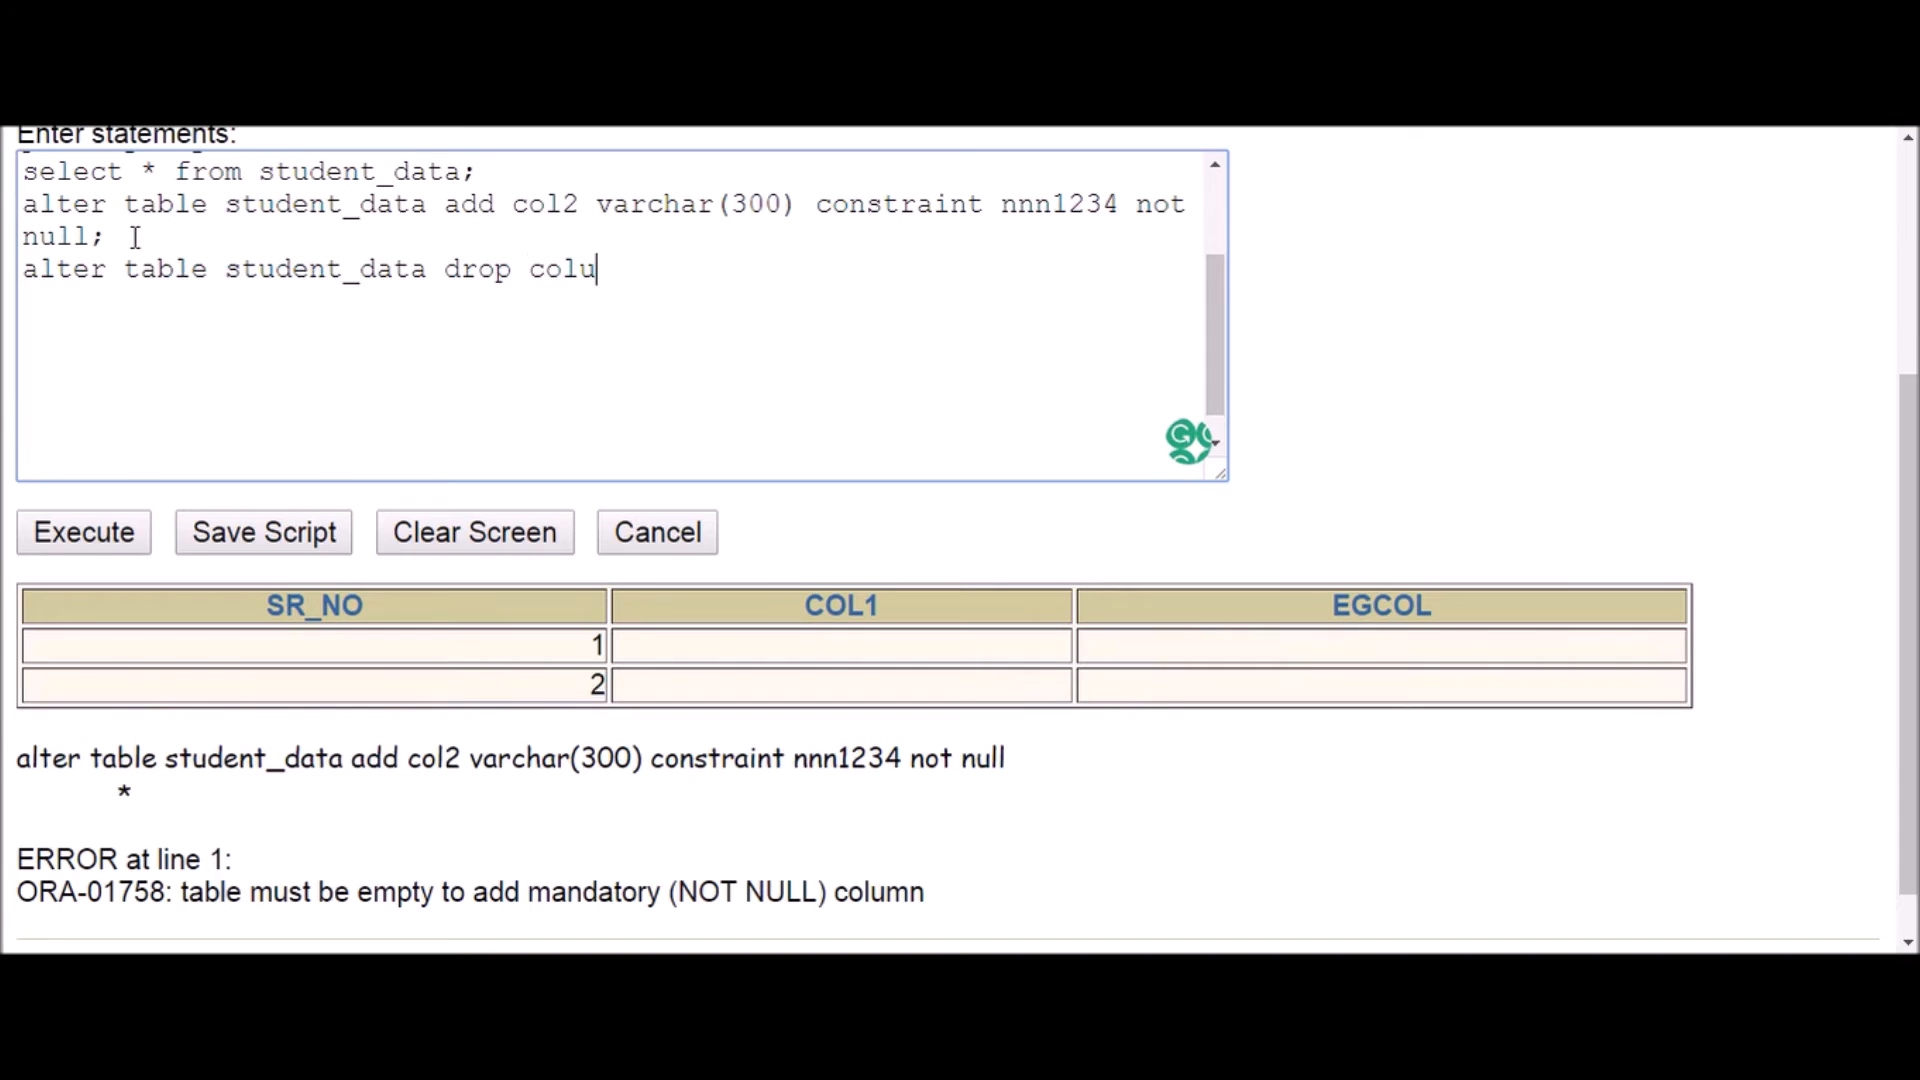 Enter statements:
select * from student_data;
alter table student_data add col2 varchar(300) constraint nnn1234 not
null;
alter table student_data drop colu
Execute Save Script Clear Screen Cancel
SR_NO COL1 EGCOL
1
2
alter table student_data add col2 varchar(300) constraint nnn1234 not null
*
ERROR at line 1:
ORA-01758: table must be empty to add mandatory (NOT NULL) column